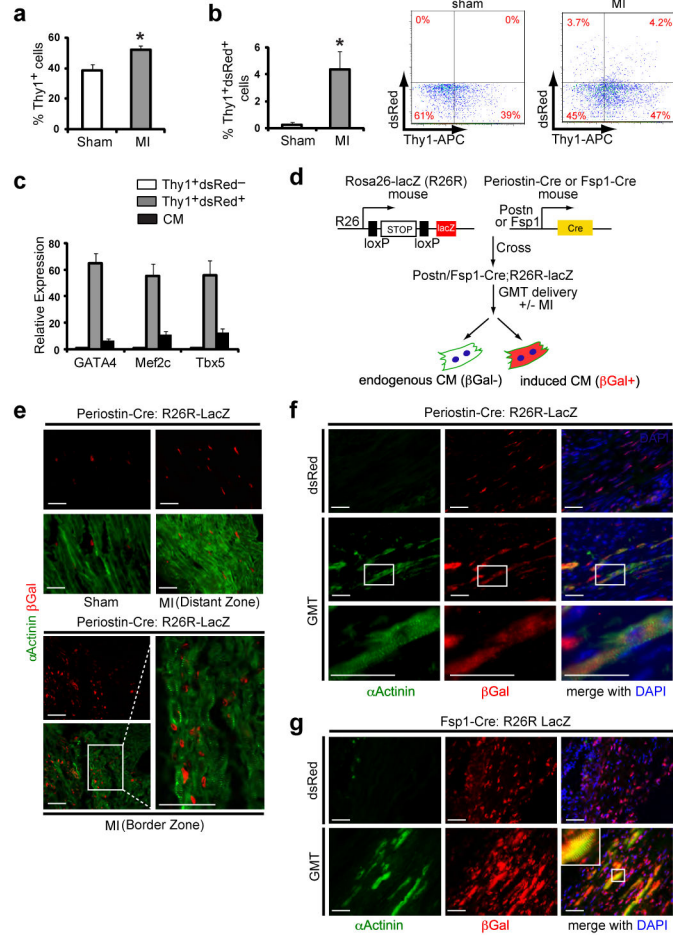 a
% Thy1+ cells
60
40
20
0
*
Sham
MI
b
% Thy1+dsRed+
cells
6
4
2
0
*
Sham
MI
sham
0%
0%
61%
39%
dsRed
Thy1-APC
MI
3.7%
4.2%
45%
47%
dsRed
Thy1-APC
c
Thy1+dsRed−
Thy1+dsRed+
CM
Relative Expression
80
60
40
20
0
GATA4
Mef2c
Tbx5
d
Rosa26-lacZ (R26R)
mouse
R26
STOP
lacZ
loxP
loxP
Periostin-Cre or Fsp1-Cre
mouse
Postn
or Fsp1
Cre
Cross
Postn/Fsp1-Cre;R26R-lacZ
GMT delivery
+/- MI
endogenous CM (βGal-)
induced CM (βGal+)
e
Periostin-Cre: R26R-LacZ
αActinin βGal
Sham
MI (Distant Zone)
Periostin-Cre: R26R-LacZ
MI (Border Zone)
f
Periostin-Cre: R26R-LacZ
dsRed
DAPI
GMT
αActinin
βGal
merge with DAPI
g
Fsp1-Cre: R26R LacZ
dsRed
GMT
αActinin
βGal
merge with DAPI